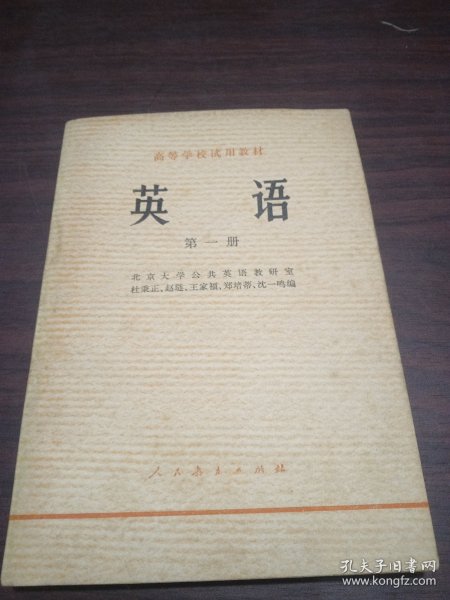 高等学校试用教材
英语
第一册
北京大学公共英语教研室
杜秉正、赵琏、王家福、郑培蒂、沈一鸣编
人民教育出版社
孔夫子旧书网
www.kongfz.com